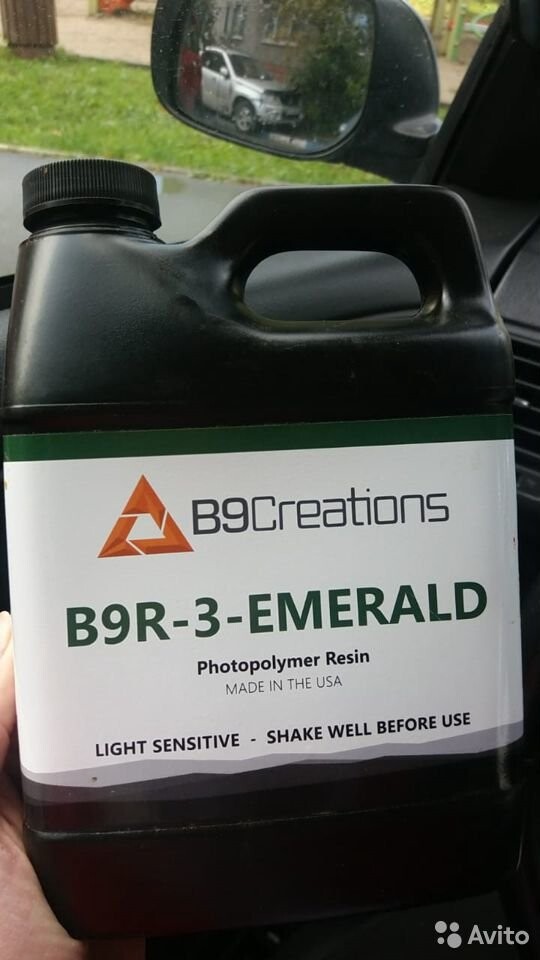 B9Creations
B9R-3-EMERALD
Photopolymer Resin
MADE IN THE USA
LIGHT SENSITIVE - SHAKE WELL BEFORE USE
Avito